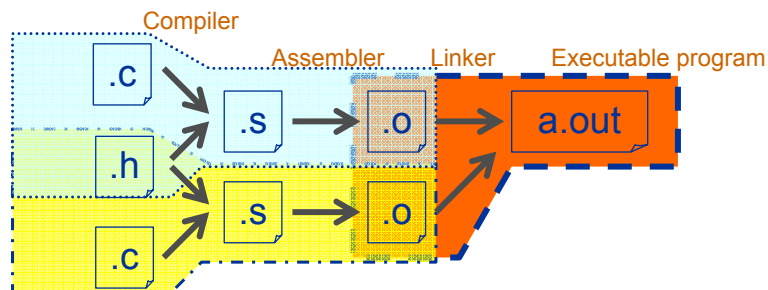 Compiler
Assembler Linker Executable program
.c
.s .o a.out
.h
.s .o
.c